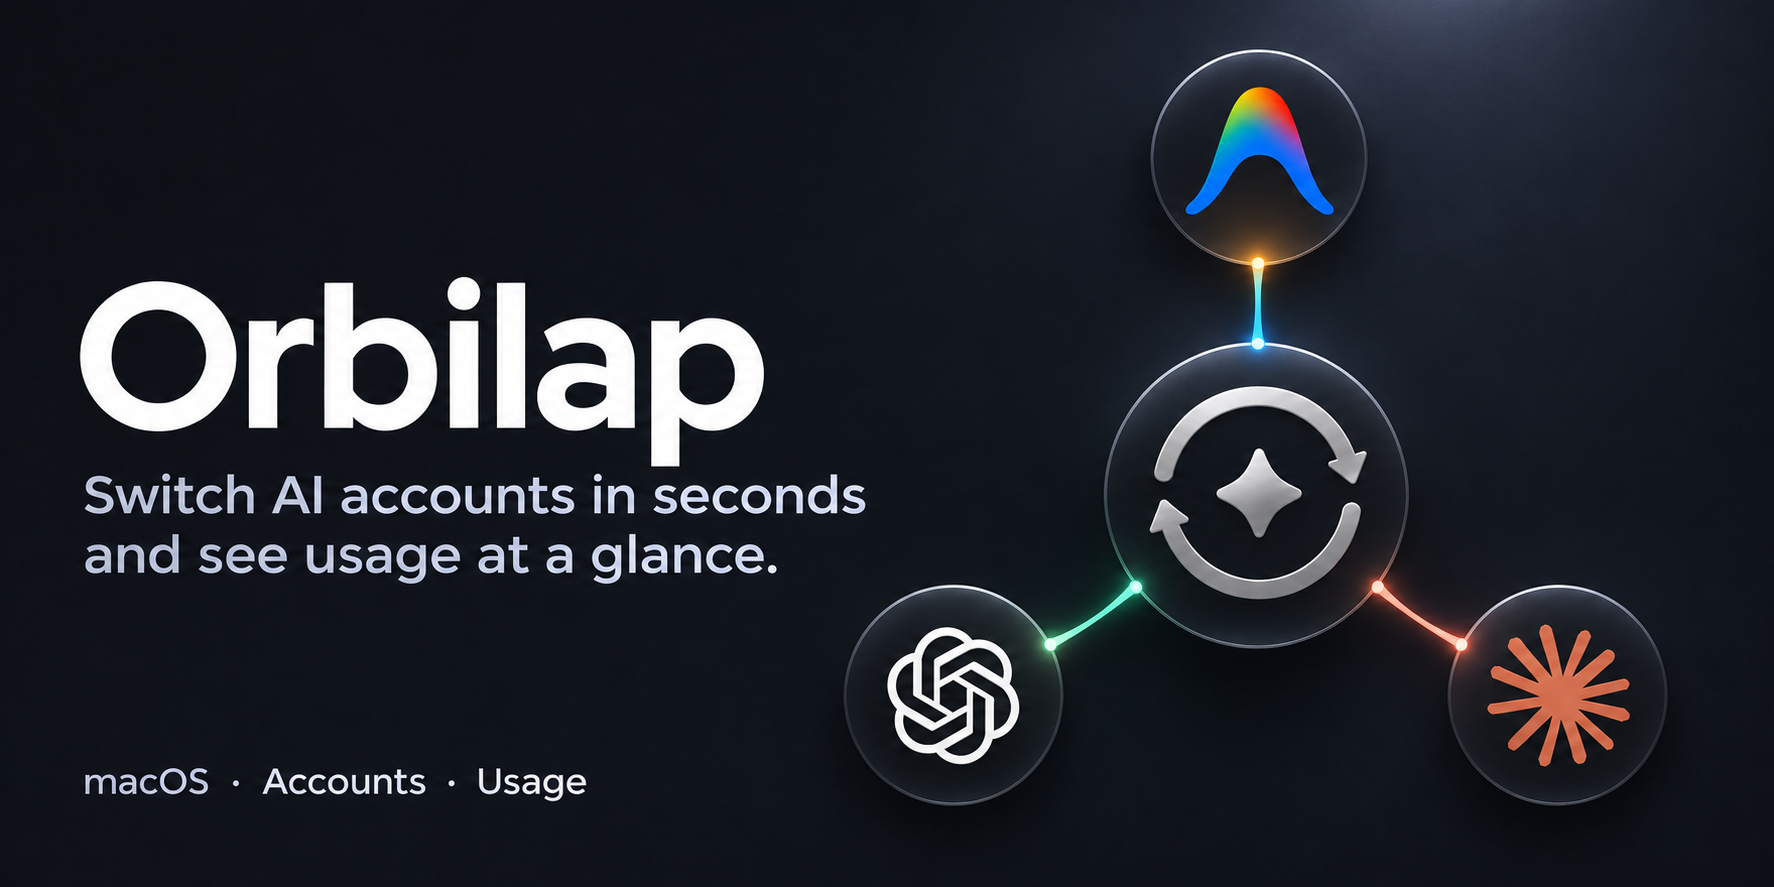 Orbilap
Switch AI accounts in seconds
and see usage at a glance.
macOS · Accounts · Usage